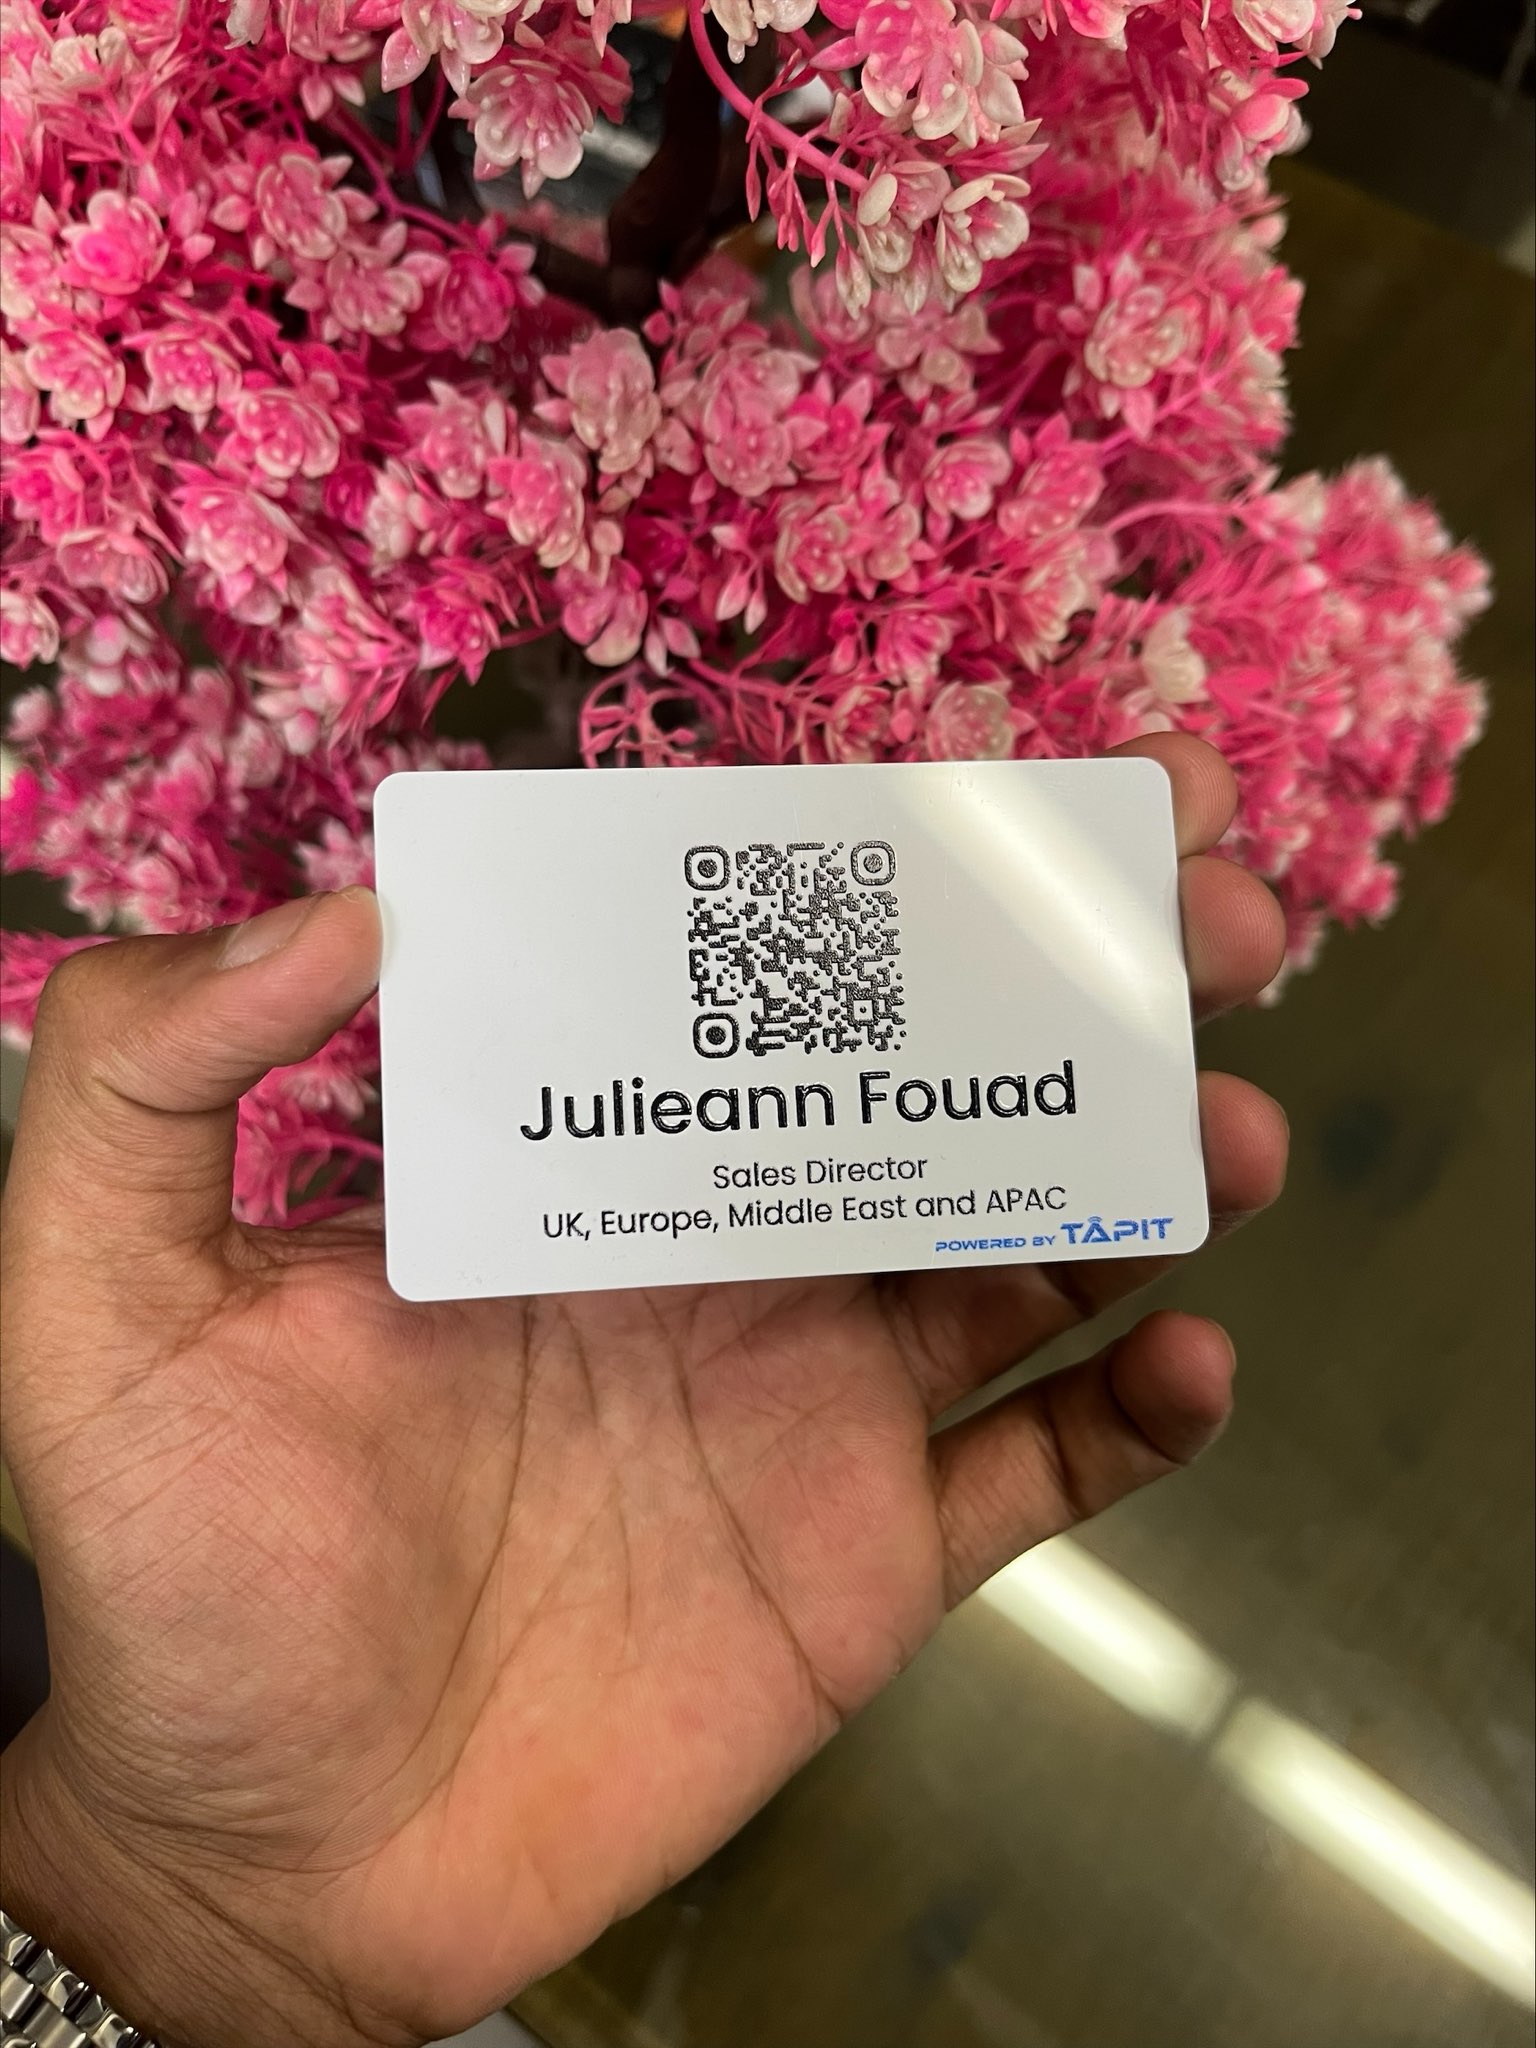 Julieann Fouad
Sales Director
UK, Europe, Middle East and APAC
POWERED BY TAPIT